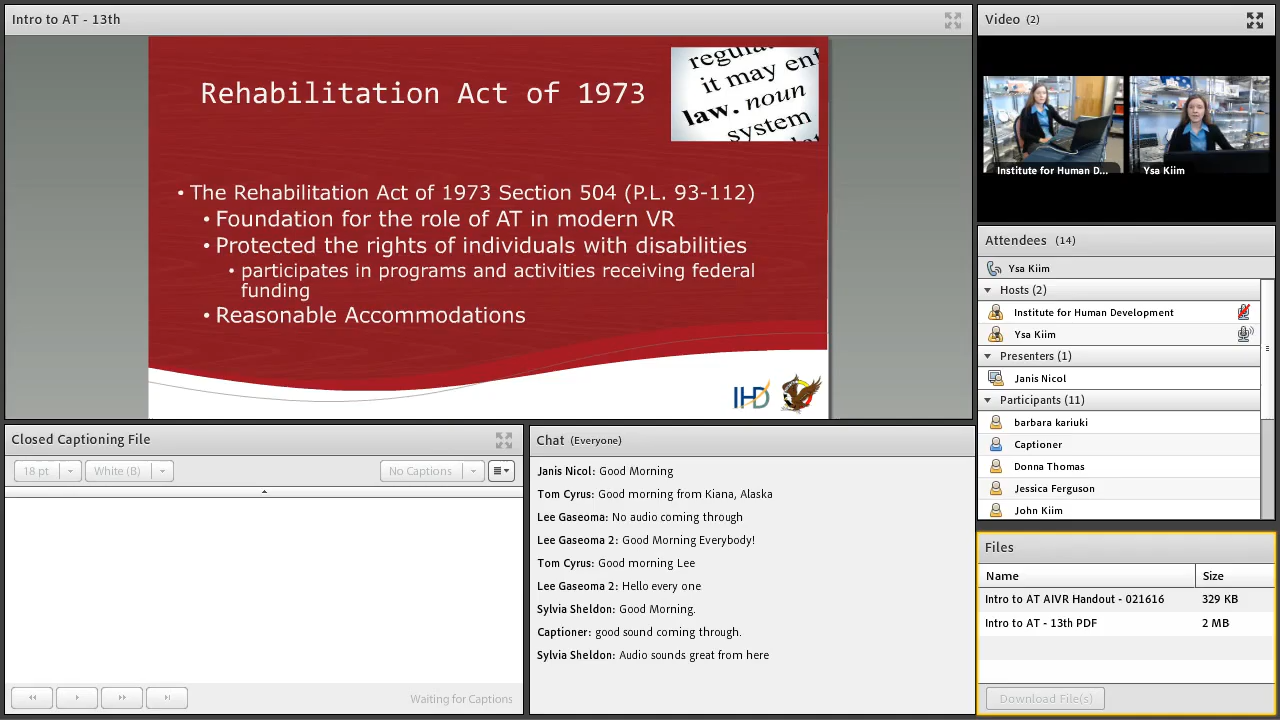 Intro to AT - 13th
Rehabilitation Act of 1973
it may
law. noun
system
• The Rehabilitation Act of 1973 Section 504 (P.L. 93-112)
• Foundation for the role of AT in modern VR
• Protected the rights of individuals with disabilities
• participates in programs and activities receiving federal
funding
• Reasonable Accommodations
IHD
Closed Captioning File
18 pt
White (B)
No Captions
Waiting for Captions
Chat (Everyone)
Janis Nicol: Good Morning
Tom Cyrus: Good morning from Kiana, Alaska
Lee Gaseoma: No audio coming through
Lee Gaseoma 2: Good Morning Everybody!
Tom Cyrus: Good morning Lee
Lee Gaseoma 2: Hello every one
Sylvia Sheldon: Good Morning.
Captioner: good sound coming through.
Sylvia Sheldon: Audio sounds great from here
Video (2)
Institute for Human D...
Ysa Kiim
Attendees (14)
Ysa Kiim
Hosts (2)
Institute for Human Development
Ysa Kiim
Presenters (1)
Janis Nicol
Participants (11)
barbara kariuki
Captioner
Donna Thomas
Jessica Ferguson
John Kiim
Files
Name Size
Intro to AT AIVR Handout - 021616 329 KB
Intro to AT - 13th PDF 2 MB
Download File(s)